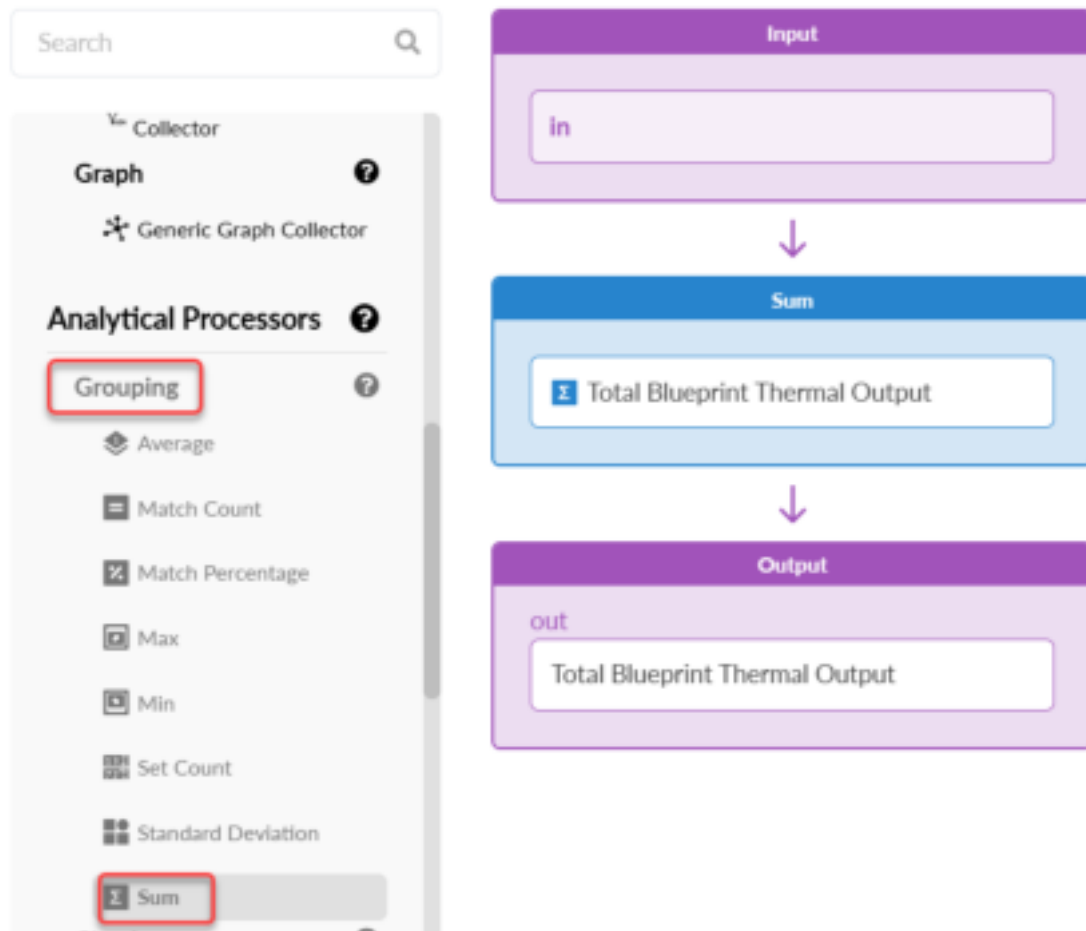 Search
Collector
Graph
Generic Graph Collector
Analytical Processors
Grouping
Average
Match Count
Match Percentage
Max
Min
Set Count
Standard Deviation
Sum
Input
in
Sum
Total Blueprint Thermal Output
Output
out
Total Blueprint Thermal Output